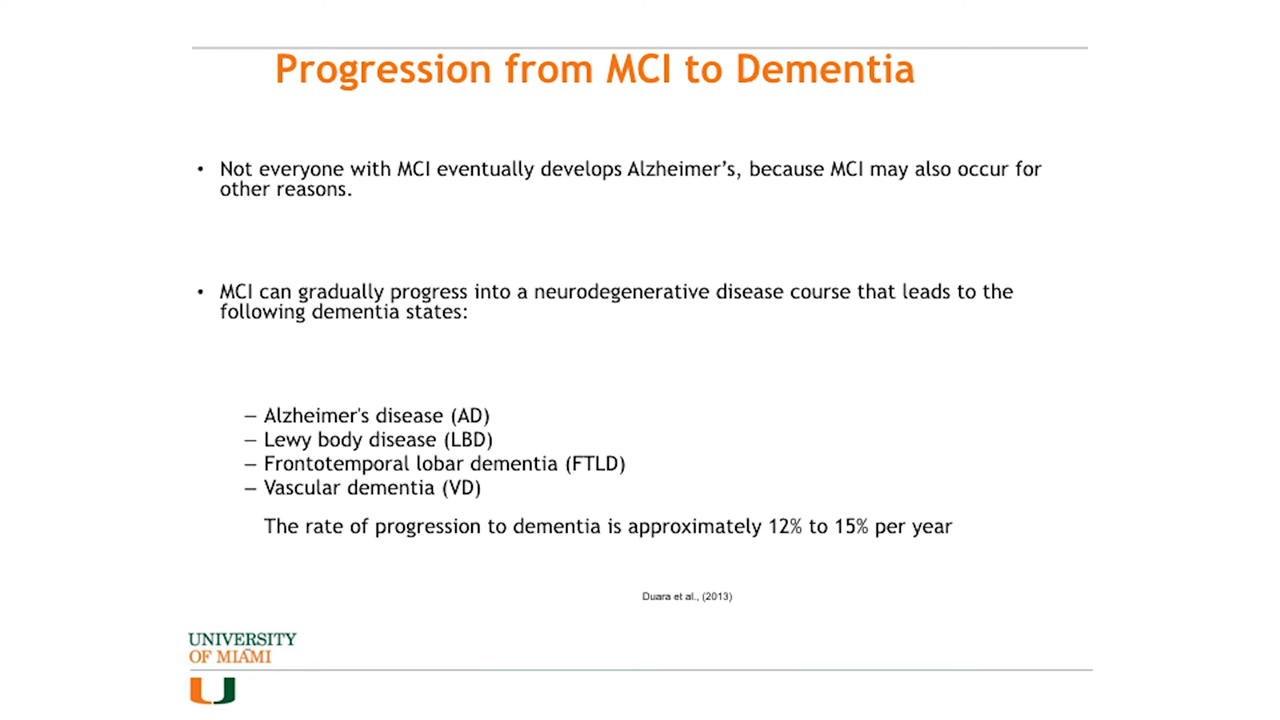 Progression from MCI to Dementia
• Not everyone with MCI eventually develops Alzheimer’s, because MCI may also occur for
other reasons.
• MCI can gradually progress into a neurodegenerative disease course that leads to the
following dementia states:
– Alzheimer's disease (AD)
– Lewy body disease (LBD)
– Frontotemporal lobar dementia (FTLD)
– Vascular dementia (VD)
The rate of progression to dementia is approximately 12% to 15% per year
Duara et al., (2013)
UNIVERSITY
OF MIAMI
U